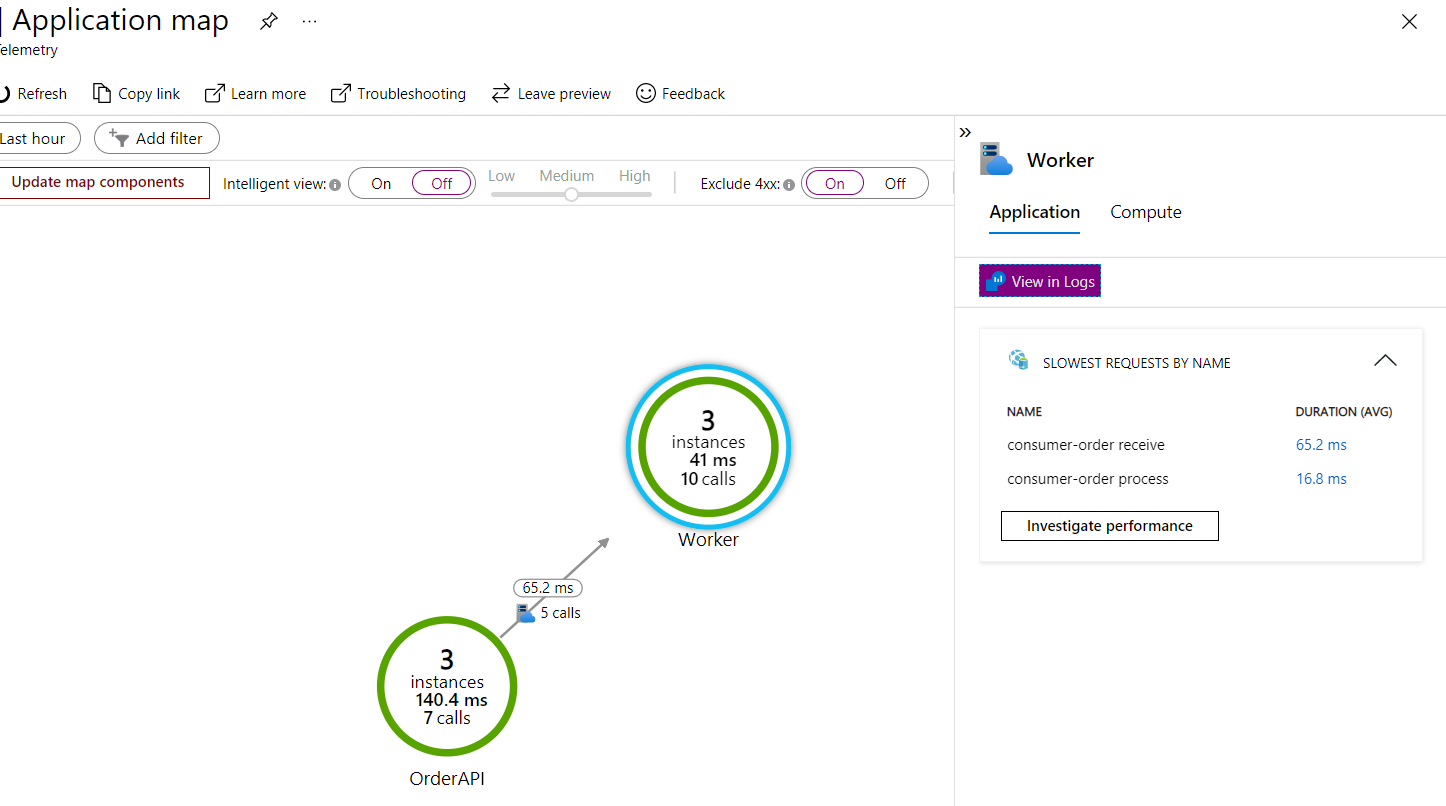 Application map
elemetry
Refresh
Copy link
Learn more
Troubleshooting
Leave preview
Feedback
Last hour
Add filter
Update map components
Intelligent view:
On
Off
Low
Medium
High
Exclude 4xx:
On
Off
Worker
Application
Compute
View in Logs
SLOWEST REQUESTS BY NAME
NAME DURATION (AVG)
consumer-order receive 65.2 ms
consumer-order process 16.8 ms
Investigate performance
3
instances
41 ms
10 calls
Worker
65.2 ms
5 calls
3
instances
140.4 ms
7 calls
OrderAPI